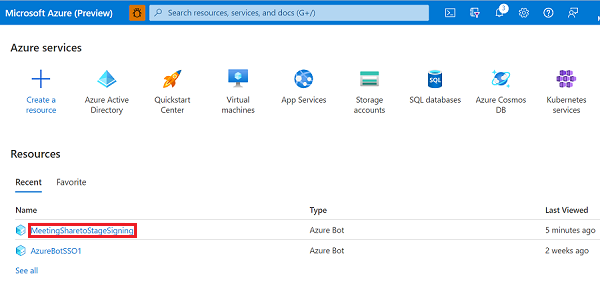 Microsoft Azure (Preview) Search resources, services, and docs (G+/)
Azure services
Create a resource
Azure Active Directory
Quickstart Center
Virtual machines
App Services
Storage accounts
SQL databases
Azure Cosmos DB
Kubernetes services
Resources
Recent Favorite
Name Type Last Viewed
MeetingSharetoStageSigning Azure Bot 5 minutes ago
AzureBotSSO1 Azure Bot 2 weeks ago
See all